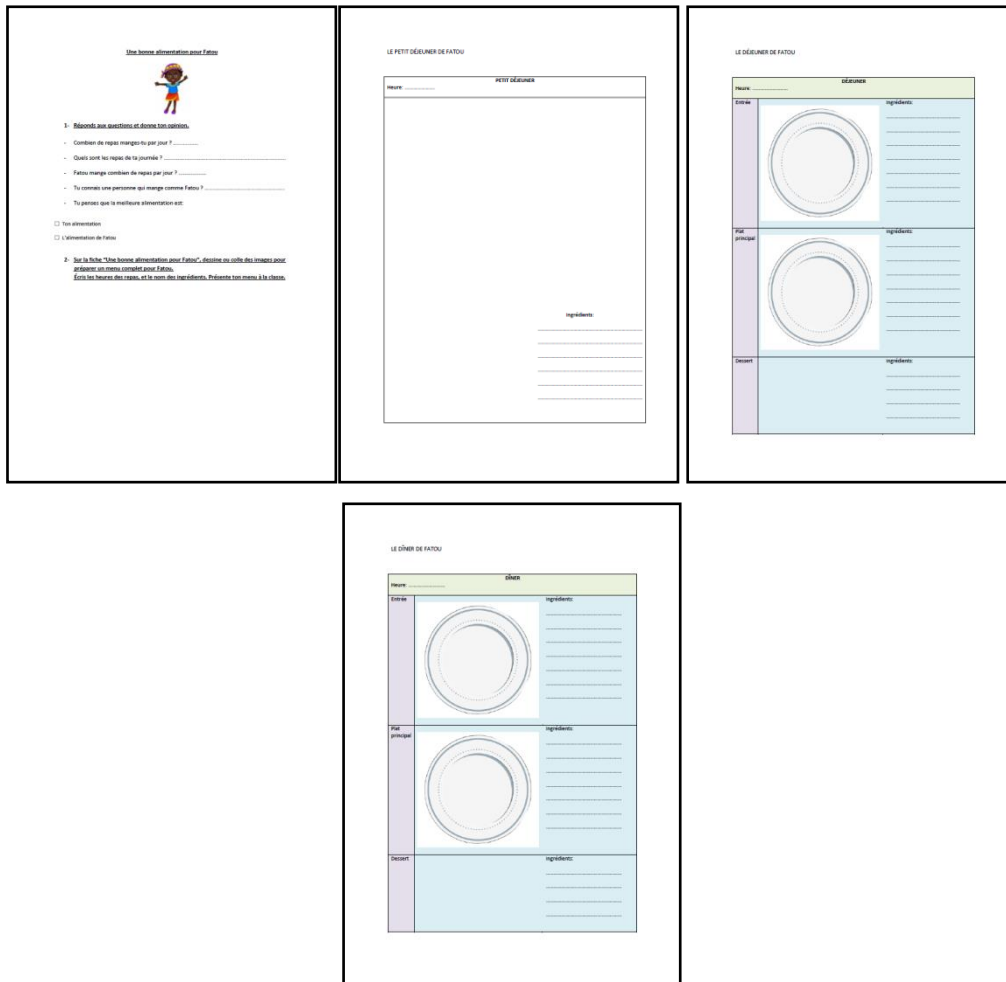 Une bonne alimentation pour Fatou
1- Réponds aux questions et donne ton opinion.
- Combien de repas manges-tu par jour ? ................
- Quels sont les repas de ta journée ? ................................................................................
- Fatou mange combien de repas par jour ? ..................
- Tu connais une personne qui mange comme Fatou ? ....................................................
- Tu penses que la meilleure alimentation est:
☐ Ton alimentation
☐ L'alimentation de Fatou
2- Sur la fiche "Une bonne alimentation pour Fatou", dessine ou colle des images pour
préparer un menu complet pour Fatou.
Écris les heures des repas, et le nom des ingrédients. Présente ton menu à la classe.
LE PETIT DÉJEUNER DE FATOU
PETIT DÉJEUNER
Heure: ......................
Ingrédients:
LE DÉJEUNER DE FATOU
DÉJEUNER
Heure: ......................
Entrée
Ingrédients:
Plat
principal
Ingrédients:
Dessert
Ingrédients:
LE DÎNER DE FATOU
DÎNER
Heure: ......................
Entrée
Ingrédients:
Plat
principal
Ingrédients:
Dessert
Ingrédients: